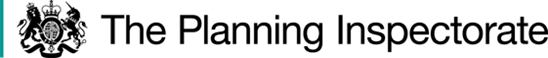 The Planning Inspectorate